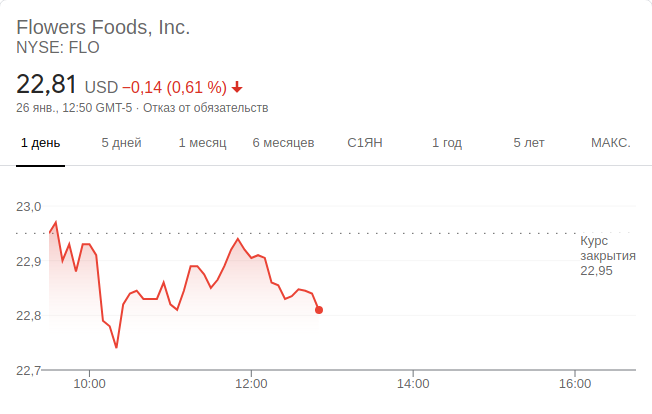 Flowers Foods, Inc.
NYSE: FLO
22,81 USD −0,14 (0,61 %)
26 янв., 12:50 GMT-5 · Отказ от обязательств
1 день 5 дней 1 месяц 6 месяцев С1ЯН 1 год 5 лет МАКС.
23,0
Курс
закрытия
22,95
22,9
22,8
22,7
10:00 12:00 14:00 16:00